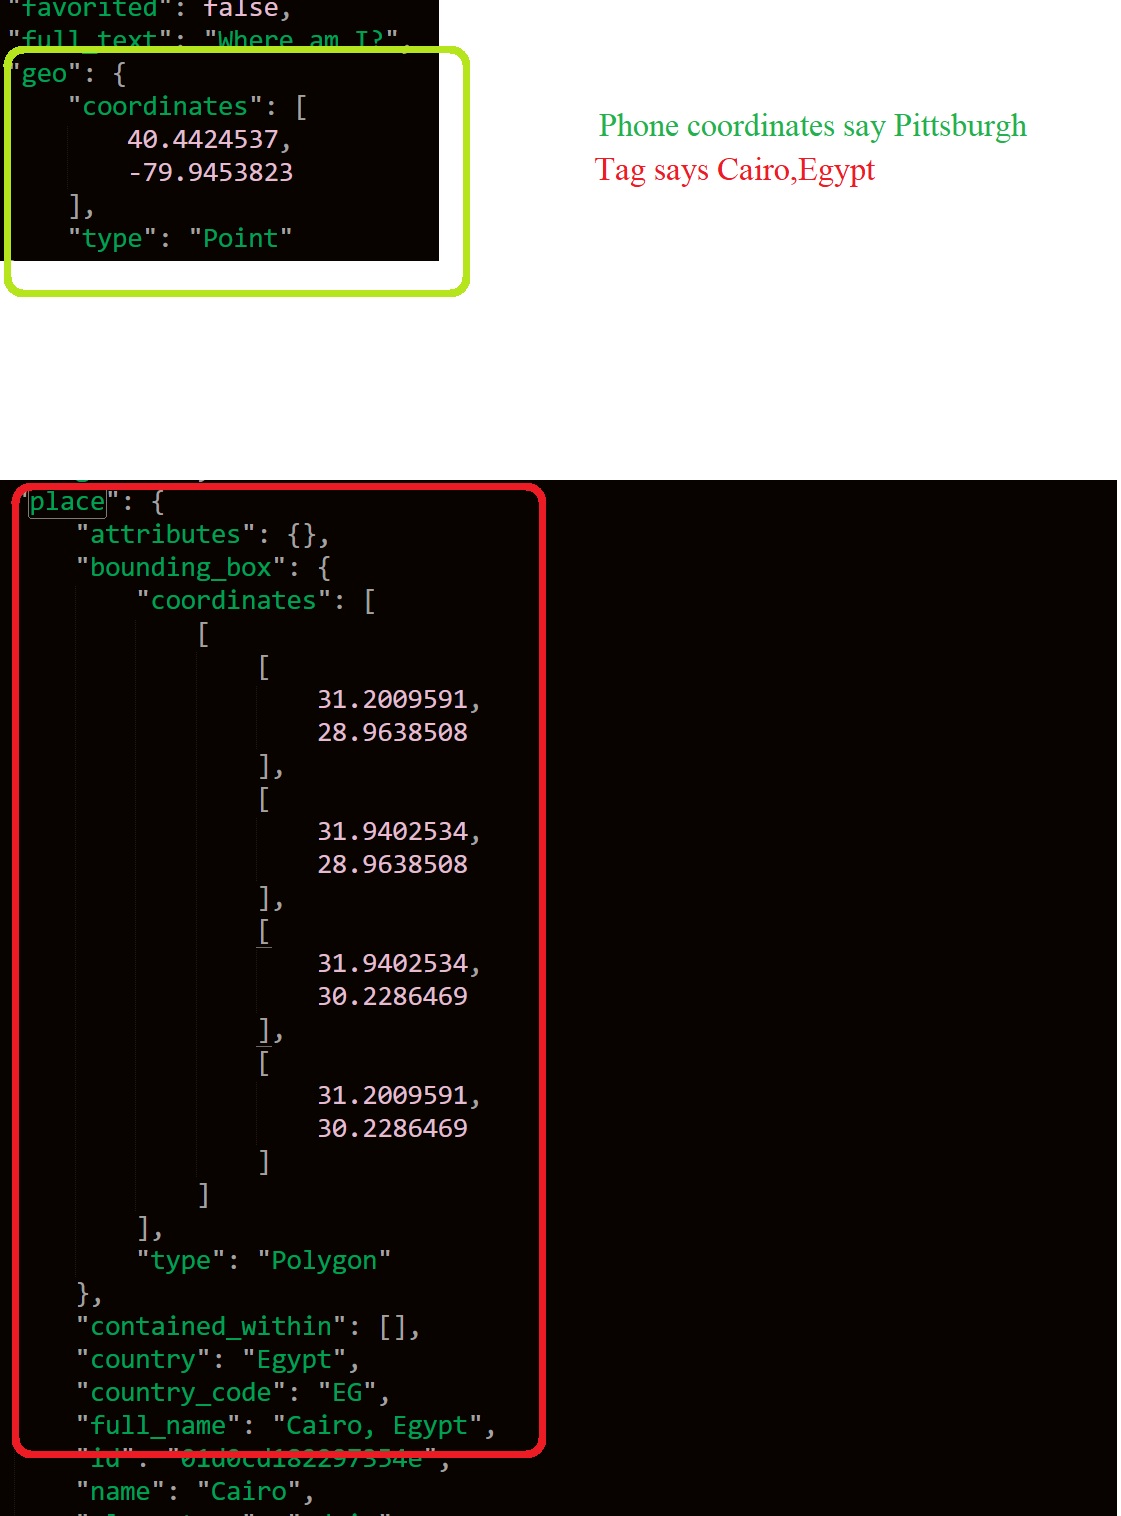 "favorited": false,
"full_text": "Where am I?",
"geo": {
"coordinates": [
40.4424537,
-79.9453823
],
"type": "Point"
Phone coordinates say Pittsburgh
Tag says Cairo,Egypt
"place": {
"attributes": {},
"bounding_box": {
"coordinates": [
[
[
31.2009591,
28.9638508
],
[
31.9402534,
28.9638508
],
[
31.9402534,
30.2286469
],
[
31.2009591,
30.2286469
]
]
],
"type": "Polygon"
},
"contained_within": [],
"country": "Egypt",
"country_code": "EG",
"full_name": "Cairo, Egypt",
"id": "01d0cd182297354e",
"name": "Cairo",